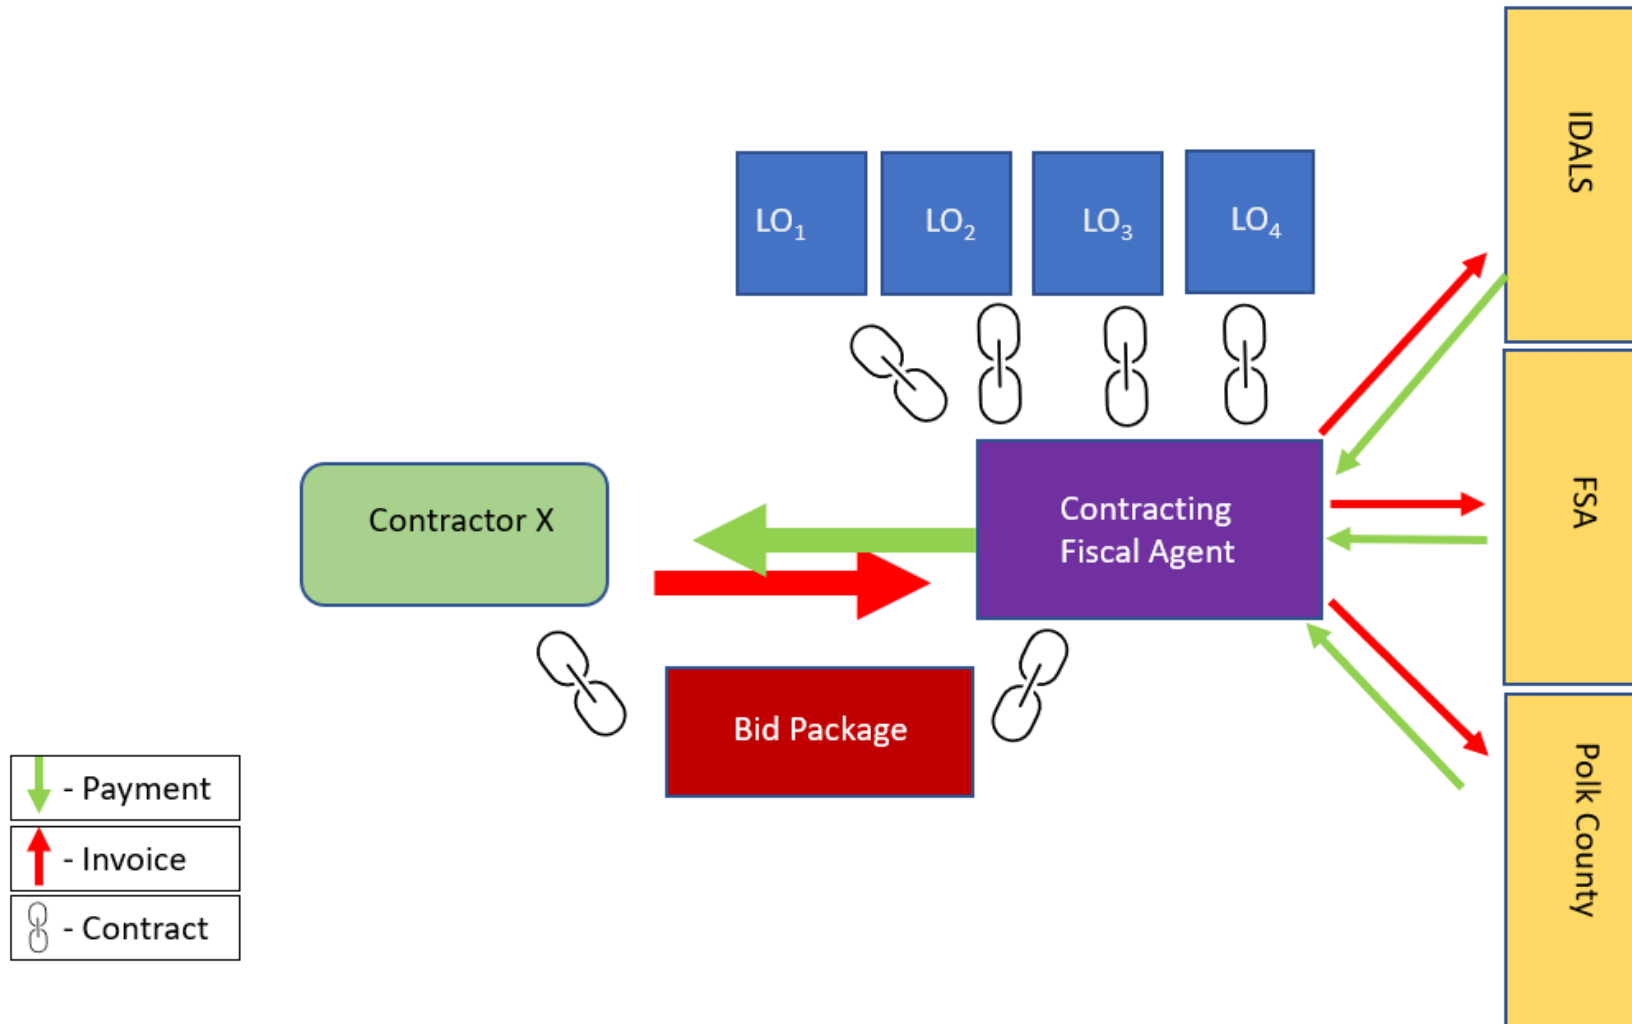 IDALS
LO₁
LO₂
LO₃
LO₄
Contractor X
Contracting
Fiscal Agent
FSA
Bid Package
Polk County
- Payment
- Invoice
- Contract